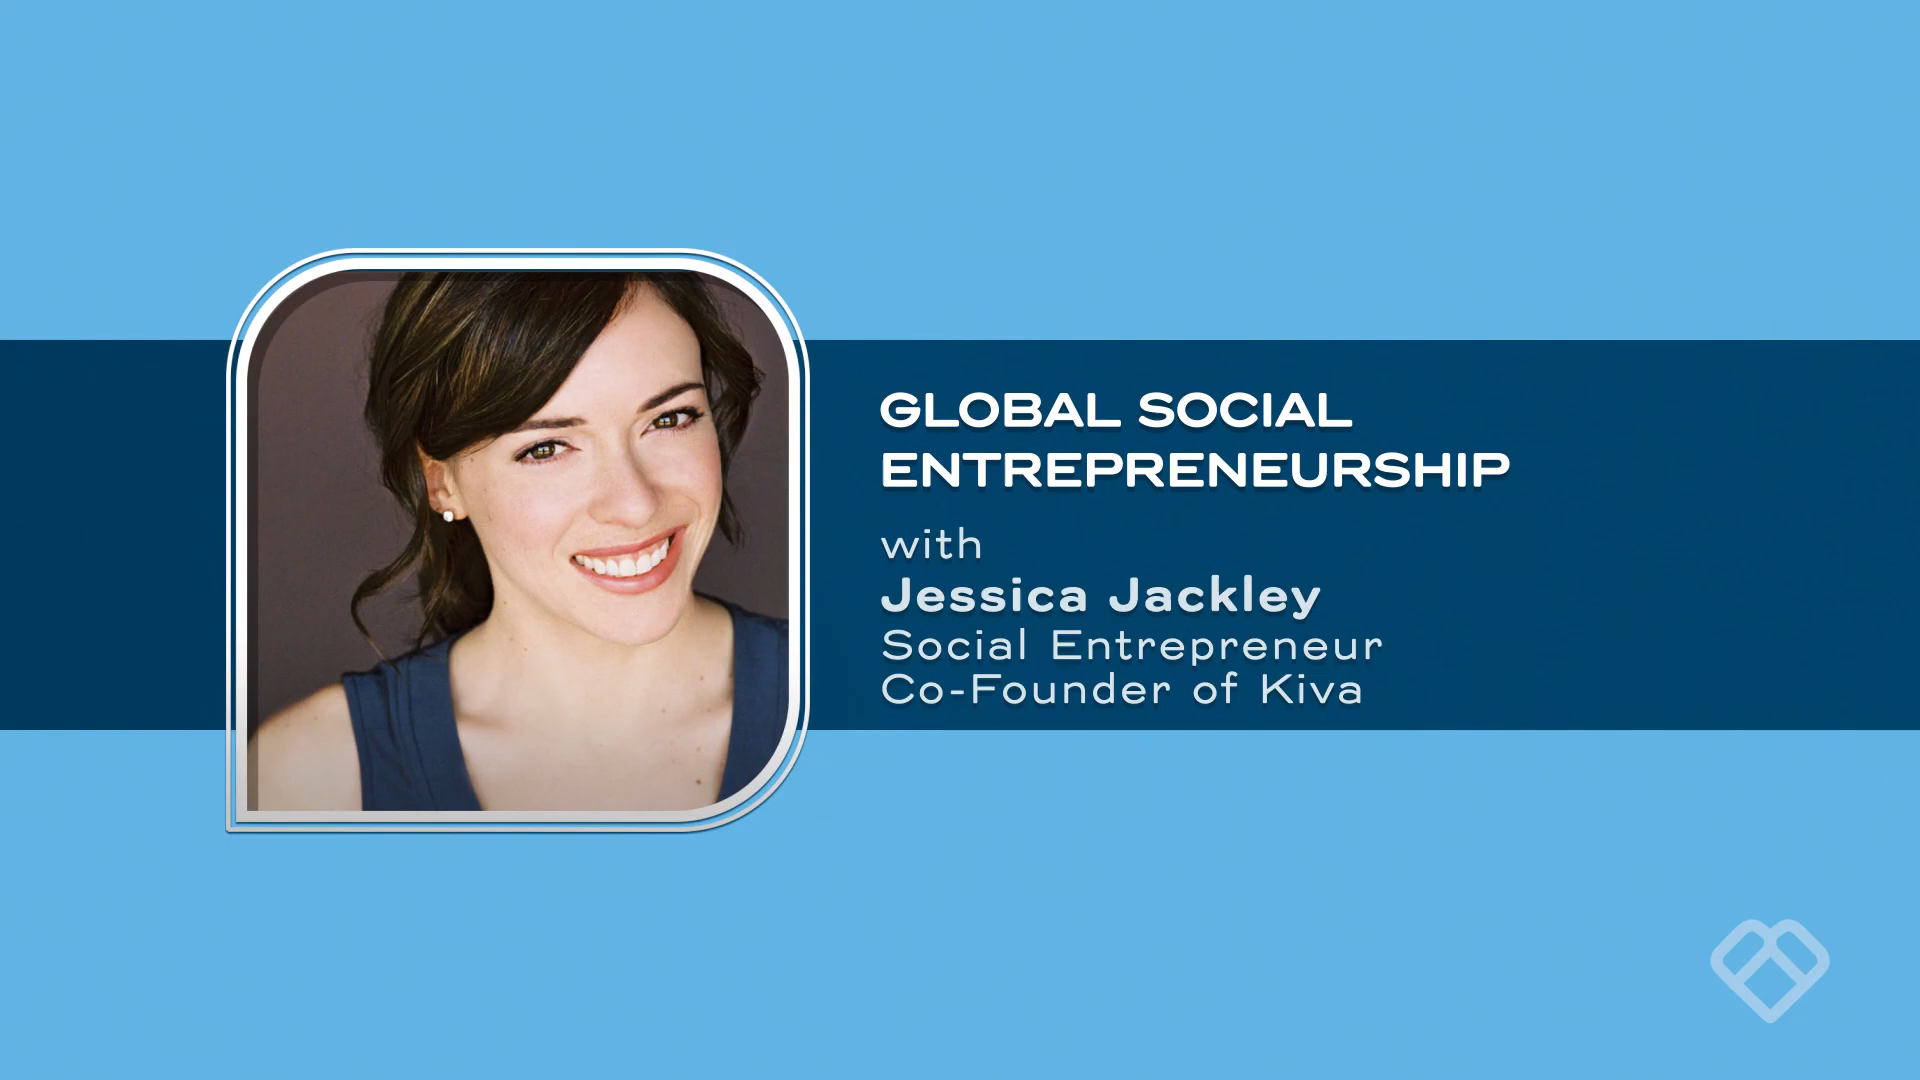 GLOBAL SOCIAL
ENTREPRENEURSHIP
with
Jessica Jackley
Social Entrepreneur
Co-Founder of Kiva